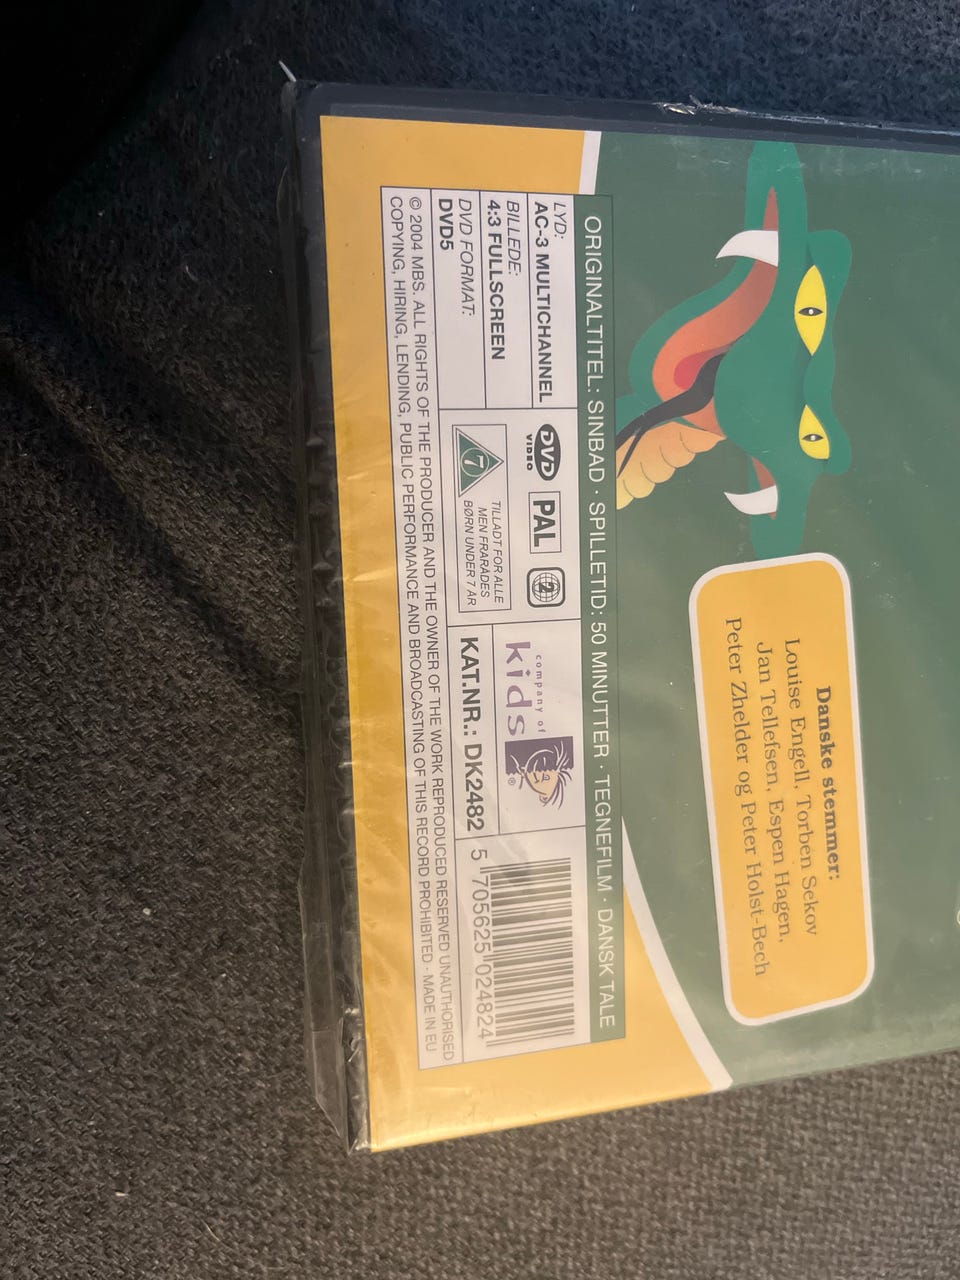 Danske stemmer:
Louise Engell, Torben Sekov
Jan Tellefsen, Espen Hagen,
Peter Zhelder og Peter Holst-Bech
ORIGINALTITEL: SINBAD · SPILLETID: 50 MINUTTER · TEGNEFILM · DANSK TALE
LYD:
AC-3 MULTICHANNEL
BILLEDE:
4:3 FULLSCREEN
DVD FORMAT:
DVD5
DVD
VIDEO
PAL
2
7
TILLADT FOR ALLE
MEN FRARÅDES
BØRN UNDER 7 ÅR
company of
kids
®
KAT.NR.: DK2482
5 705625 024824
© 2004 MBS. ALL RIGHTS OF THE PRODUCER AND THE OWNER OF THE WORK REPRODUCED RESERVED UNAUTHORISED
COPYING, HIRING, LENDING, PUBLIC PERFORMANCE AND BROADCASTING OF THIS RECORD PROHIBITED · MADE IN EU